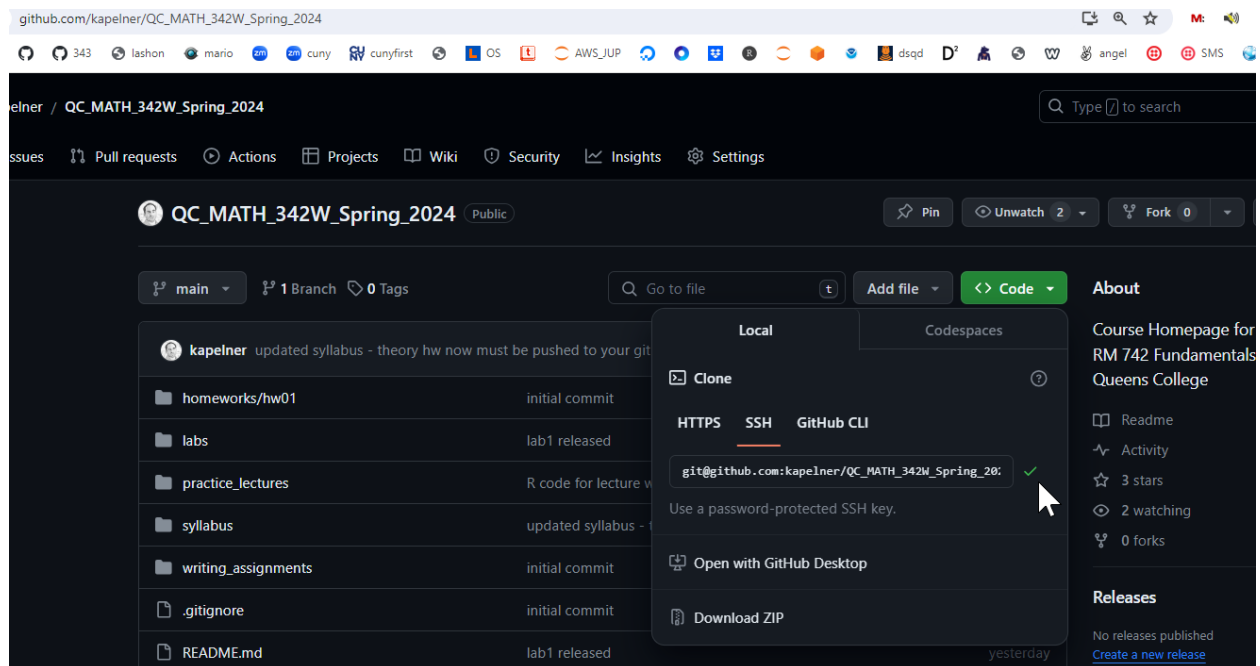 github.com/kapelner/QC_MATH_342W_Spring_2024
M:
343 lashon mario zm zm cuny cunyfirst L OS t AWS_JUP R dsqd D² angel SMS
pelner / QC_MATH_342W_Spring_2024
Type / to search
ssues Pull requests Actions Projects Wiki Security Insights Settings
QC_MATH_342W_Spring_2024 Public
Pin Unwatch 2 Fork 0
main 1 Branch 0 Tags Go to file t Add file <> Code
kapelner updated syllabus - theory hw now must be pushed to your git
homeworks/hw01 initial commit
labs lab1 released
practice_lectures R code for lecture w
syllabus updated syllabus - t
writing_assignments initial commit
.gitignore initial commit
README.md lab1 released yesterday
Local Codespaces
Clone
HTTPS SSH GitHub CLI
git@github.com:kapelner/QC_MATH_342W_Spring_202
Use a password-protected SSH key.
Open with GitHub Desktop
Download ZIP
About
Course Homepage for
RM 742 Fundamentals
Queens College
Readme
Activity
3 stars
2 watching
0 forks
Releases
No releases published
Create a new release